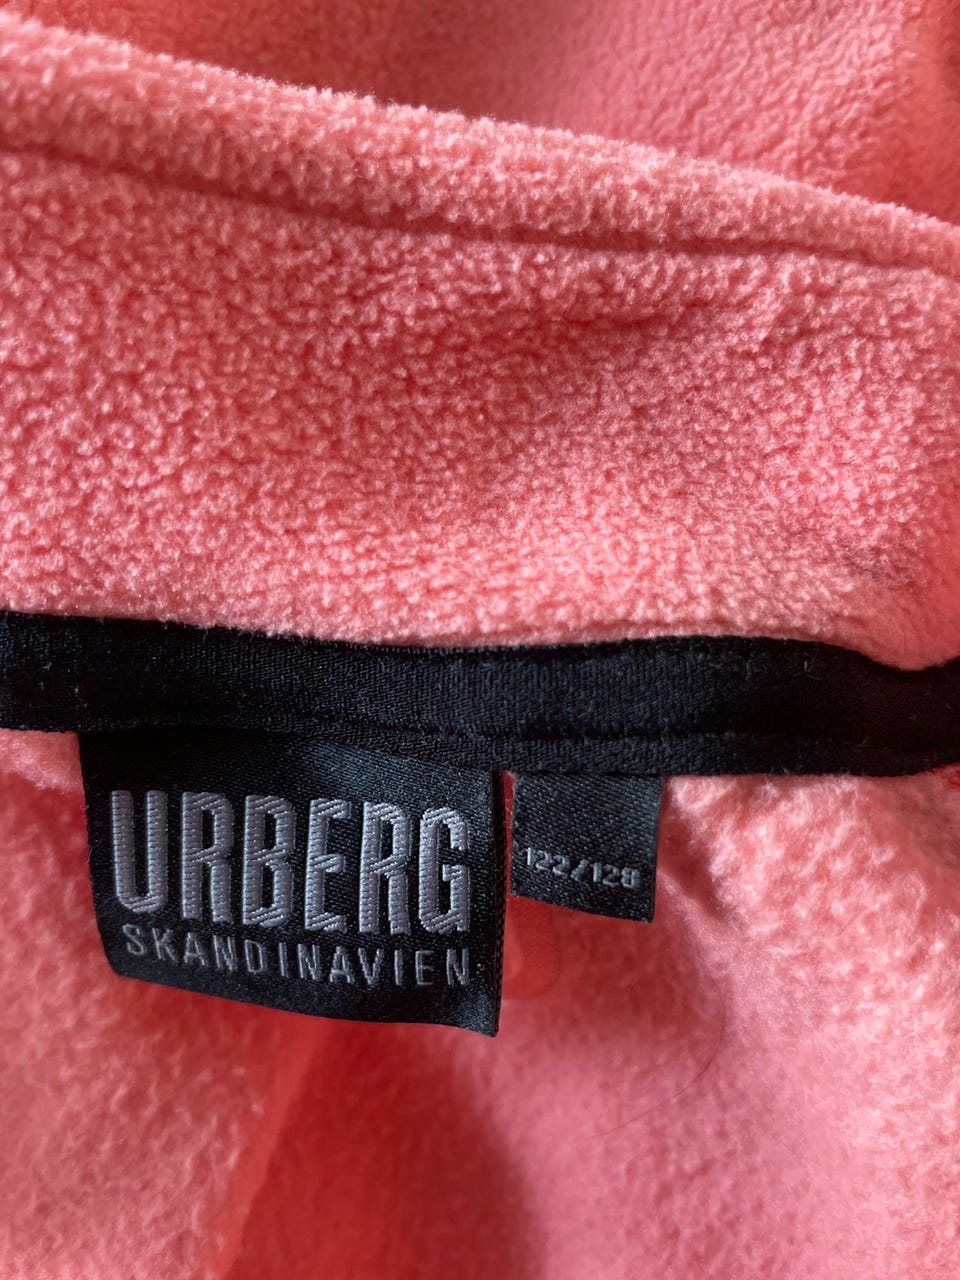 URBERG
SKANDINAVIEN
122/128